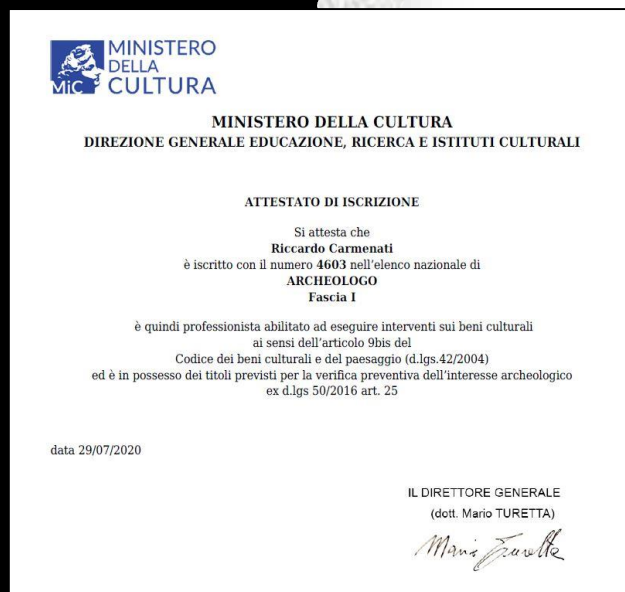 MINISTERO
DELLA
CULTURA
MiC
MINISTERO DELLA CULTURA
DIREZIONE GENERALE EDUCAZIONE, RICERCA E ISTITUTI CULTURALI
ATTESTATO DI ISCRIZIONE
Si attesta che
Riccardo Carmenati
è iscritto con il numero 4603 nell'elenco nazionale di
ARCHEOLOGO
Fascia I
è quindi professionista abilitato ad eseguire interventi sui beni culturali
ai sensi dell'articolo 9bis del
Codice dei beni culturali e del paesaggio (d.lgs.42/2004)
ed è in possesso dei titoli previsti per la verifica preventiva dell'interesse archeologico
ex d.lgs 50/2016 art. 25
data 29/07/2020
IL DIRETTORE GENERALE
(dott. Mario TURETTA)
Mario Turetta